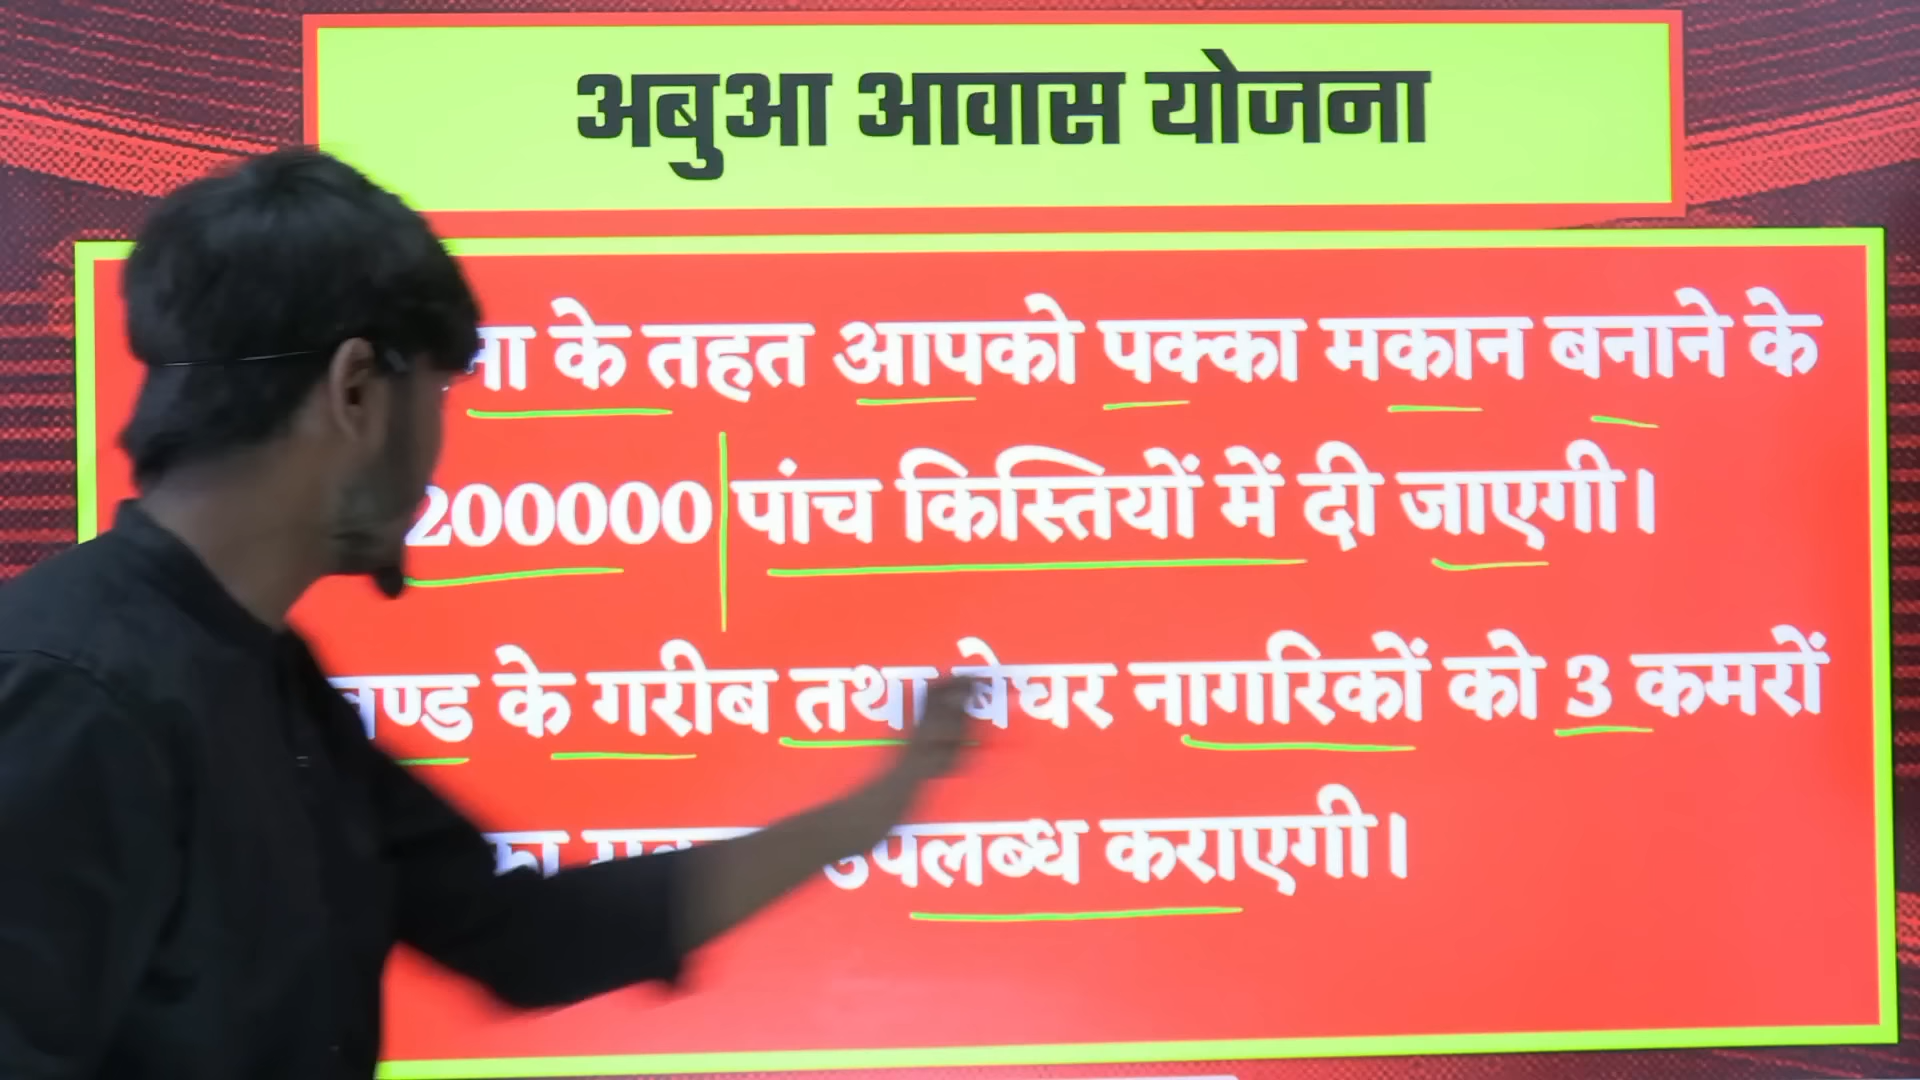 अबुआ आवास योजना
के तहत आपको पक्का मकान बनाने के
200000 पांच किस्तियों में दी जाएगी।
के गरीब तथा बेघर नागरिकों को 3 कमरों
उपलब्ध कराएगी।